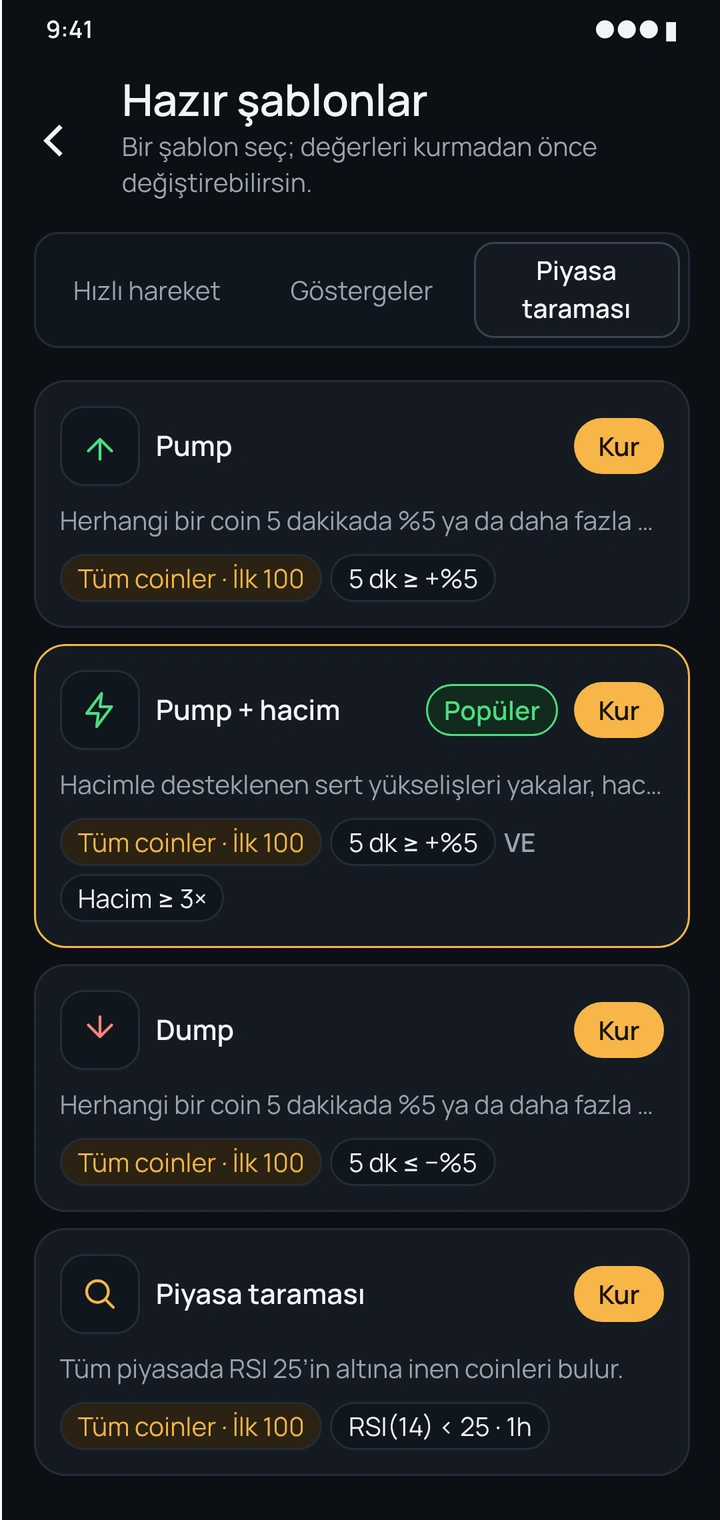 9:41
Hazır şablonlar
Bir şablon seç; değerleri kurmadan önce
değiştirebilirsin.
Hızlı hareket
Göstergeler
Piyasa
taraması
Pump
Kur
Herhangi bir coin 5 dakikada %5 ya da daha fazla ...
Tüm coinler · İlk 100
5 dk ≥ +%5
Pump + hacim
Popüler
Kur
Hacimle desteklenen sert yükselişleri yakalar, hac...
Tüm coinler · İlk 100
5 dk ≥ +%5
VE
Hacim ≥ 3×
Dump
Kur
Herhangi bir coin 5 dakikada %5 ya da daha fazla ...
Tüm coinler · İlk 100
5 dk ≤ −%5
Piyasa taraması
Kur
Tüm piyasada RSI 25’in altına inen coinleri bulur.
Tüm coinler · İlk 100
RSI(14) < 25 · 1h